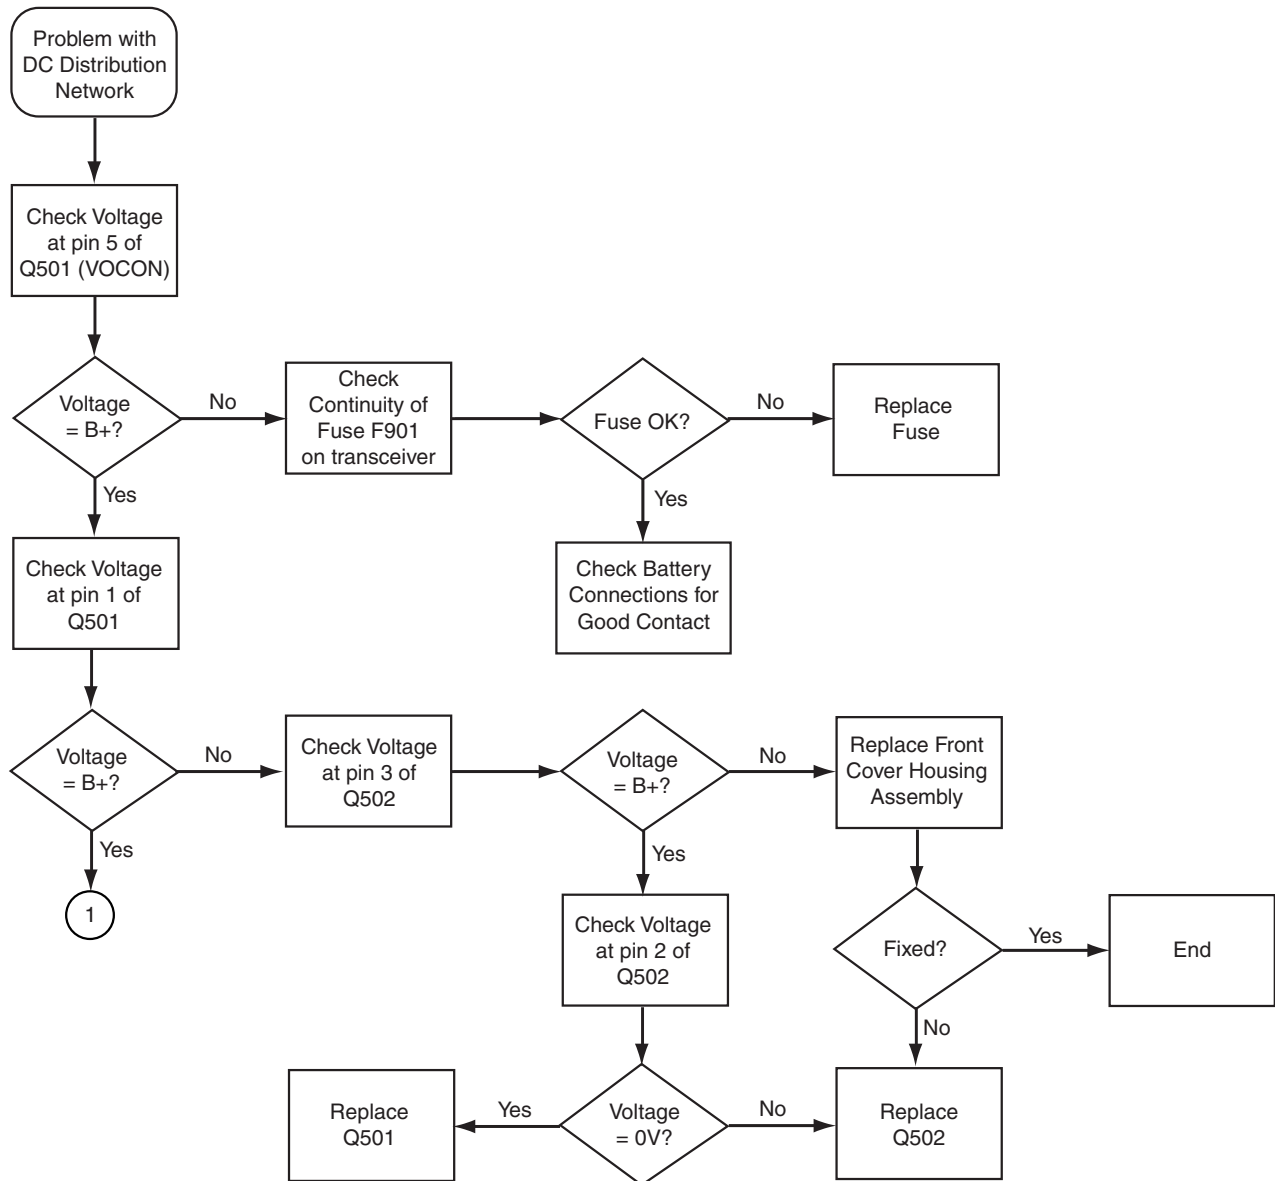 Problem with
DC Distribution
Network
Check Voltage
at pin 5 of
Q501 (VOCON)
Voltage
= B+?
No
Check
Continuity of
Fuse F901
on transceiver
Fuse OK?
No
Replace
Fuse
Yes
Yes
Check Voltage
at pin 1 of
Q501
Check Battery
Connections for
Good Contact
Voltage
= B+?
No
Check Voltage
at pin 3 of
Q502
Voltage
= B+?
No
Replace Front
Cover Housing
Assembly
Yes
Yes
1
Check Voltage
at pin 2 of
Q502
Fixed?
Yes
End
No
Replace
Q501
Yes
Voltage
= 0V?
No
Replace
Q502